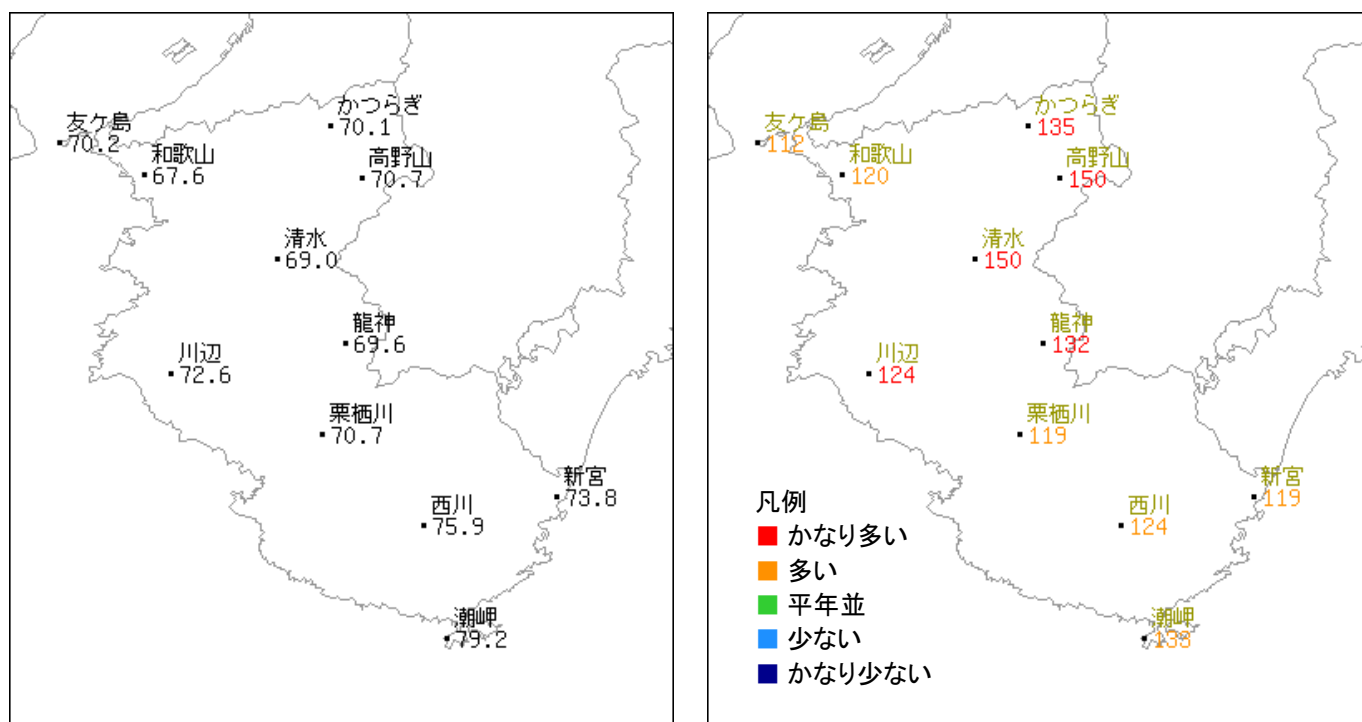 かつらぎ
70.1
友ケ島
70.2
和歌山
67.6
高野山
70.7
清水
69.0
龍神
69.6
川辺
72.6
栗栖川
70.7
新宮
73.8
西川
75.9
潮岬
79.2
かつらぎ
135
友ケ島
112
和歌山
120
高野山
150
清水
150
龍神
132
川辺
124
栗栖川
119
新宮
119
西川
124
潮岬
133
凡例
かなり多い
多い
平年並
少ない
かなり少ない